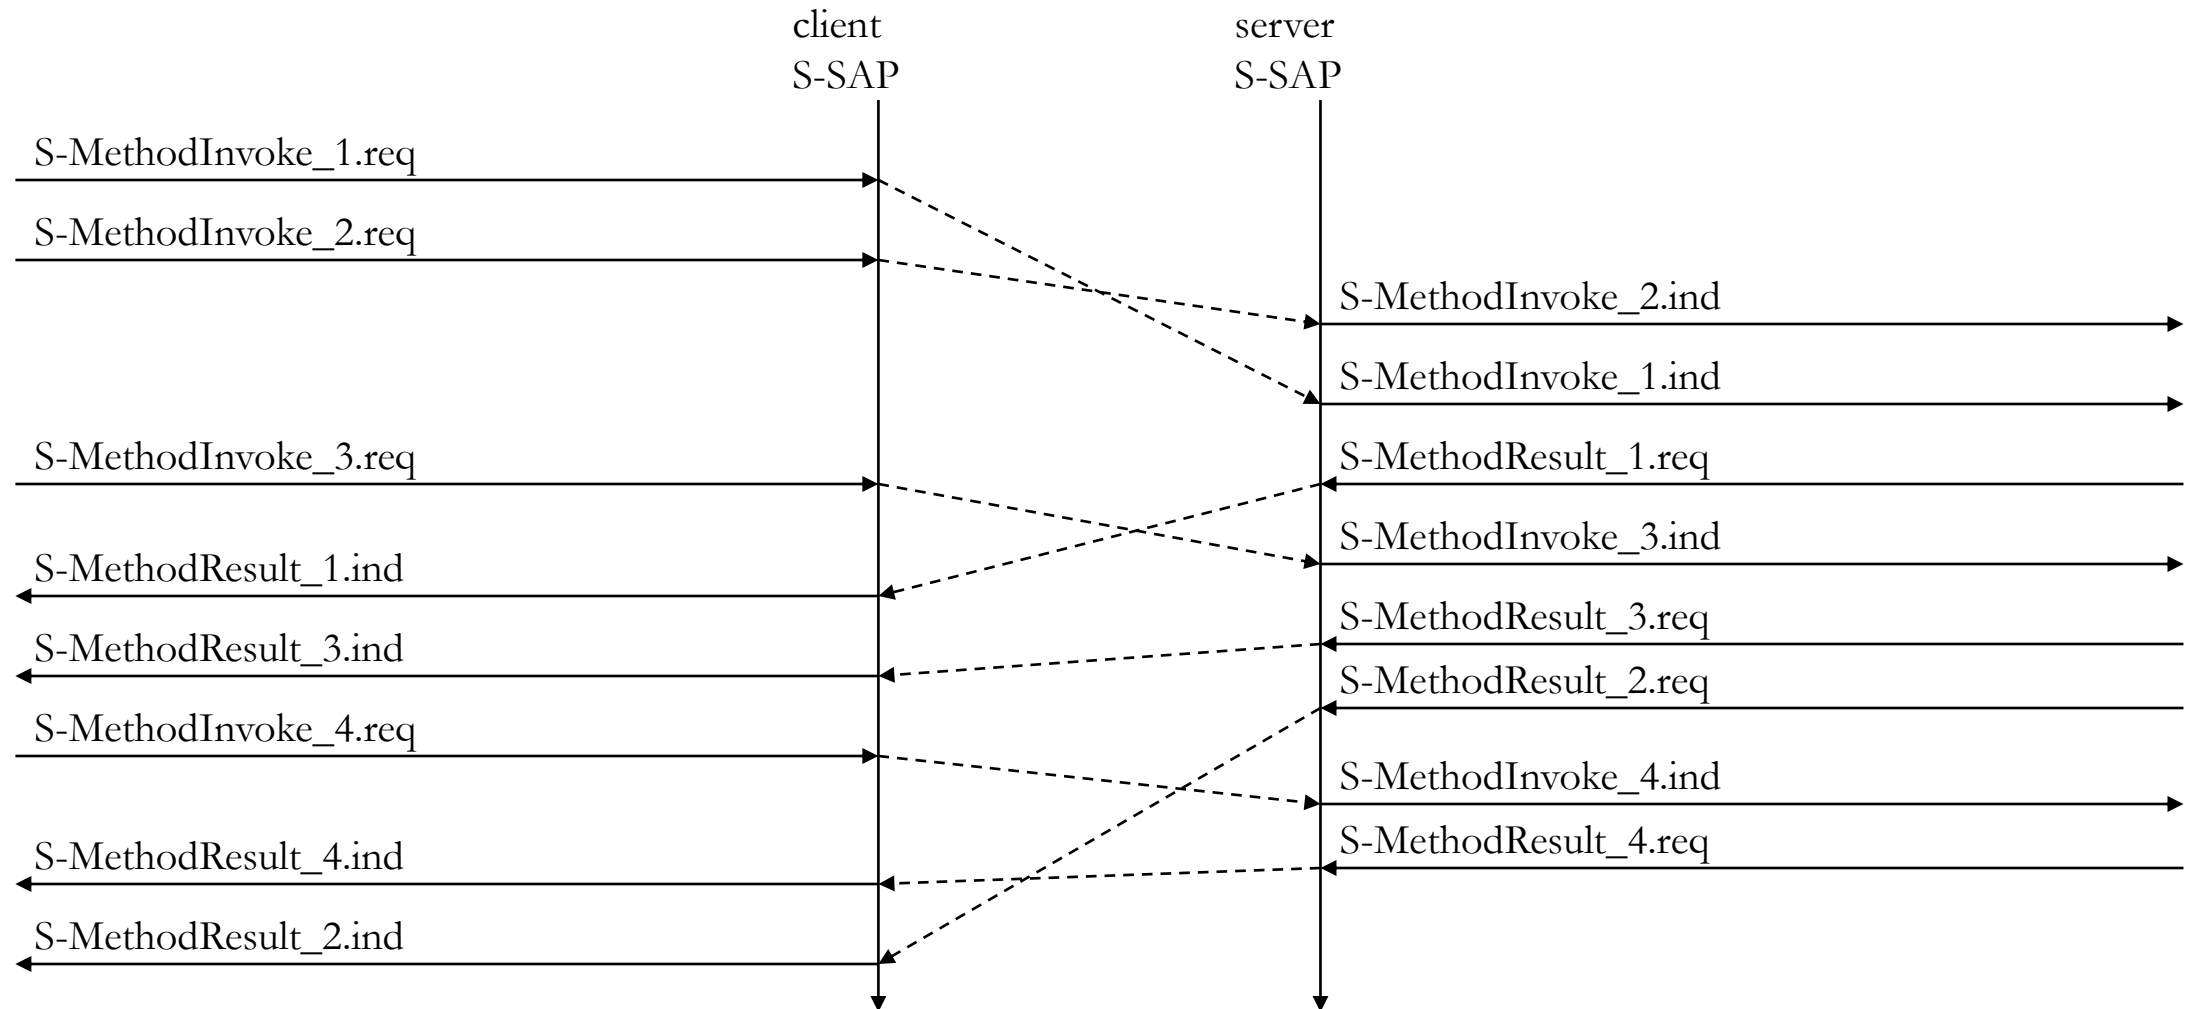 client
S-SAP
server
S-SAP
S-MethodInvoke_1.req
S-MethodInvoke_2.req
S-MethodInvoke_2.ind
S-MethodInvoke_1.ind
S-MethodInvoke_3.req
S-MethodResult_1.req
S-MethodInvoke_3.ind
S-MethodResult_1.ind
S-MethodResult_3.req
S-MethodResult_3.ind
S-MethodResult_2.req
S-MethodInvoke_4.req
S-MethodInvoke_4.ind
S-MethodResult_4.req
S-MethodResult_4.ind
S-MethodResult_2.ind